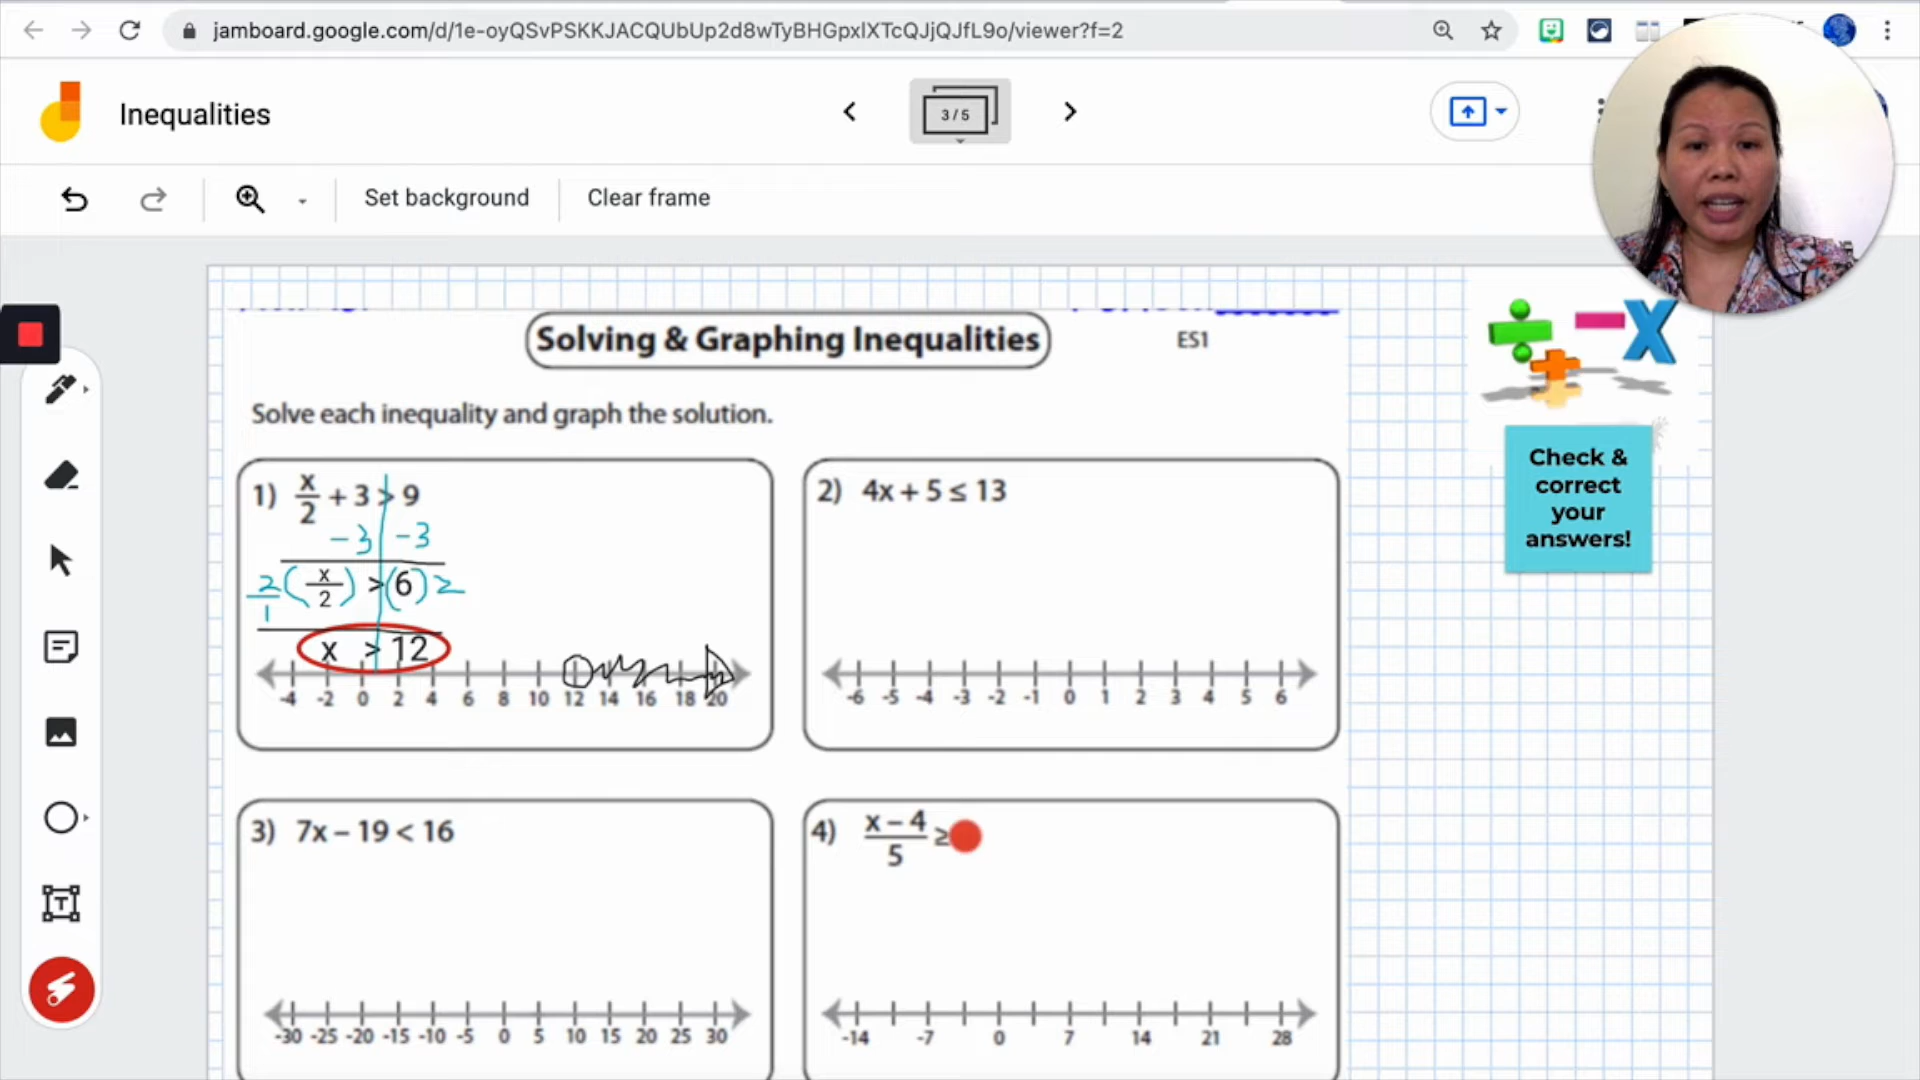 jamboard.google.com/d/1e-oyQSvPSKKJACQUbUp2d8wTyBHGpxlXTcQJjQJfL9o/viewer?f=2
Inequalities
3 / 5
Set background
Clear frame
Solving & Graphing Inequalities
ES1
Solve each inequality and graph the solution.
Check &
correct
your
answers!
1) x/2 + 3 > 9
-3 -3
2/1 (x/2) > (6) 2
x > 12
-4 -2 0 2 4 6 8 10 12 14 16 18 20
2) 4x + 5 ≤ 13
-6 -5 -4 -3 -2 -1 0 1 2 3 4 5 6
3) 7x – 19 < 16
-30 -25 -20 -15 -10 -5 0 5 10 15 20 25 30
4) x – 4 / 5 ≥
-14 -7 0 7 14 21 28